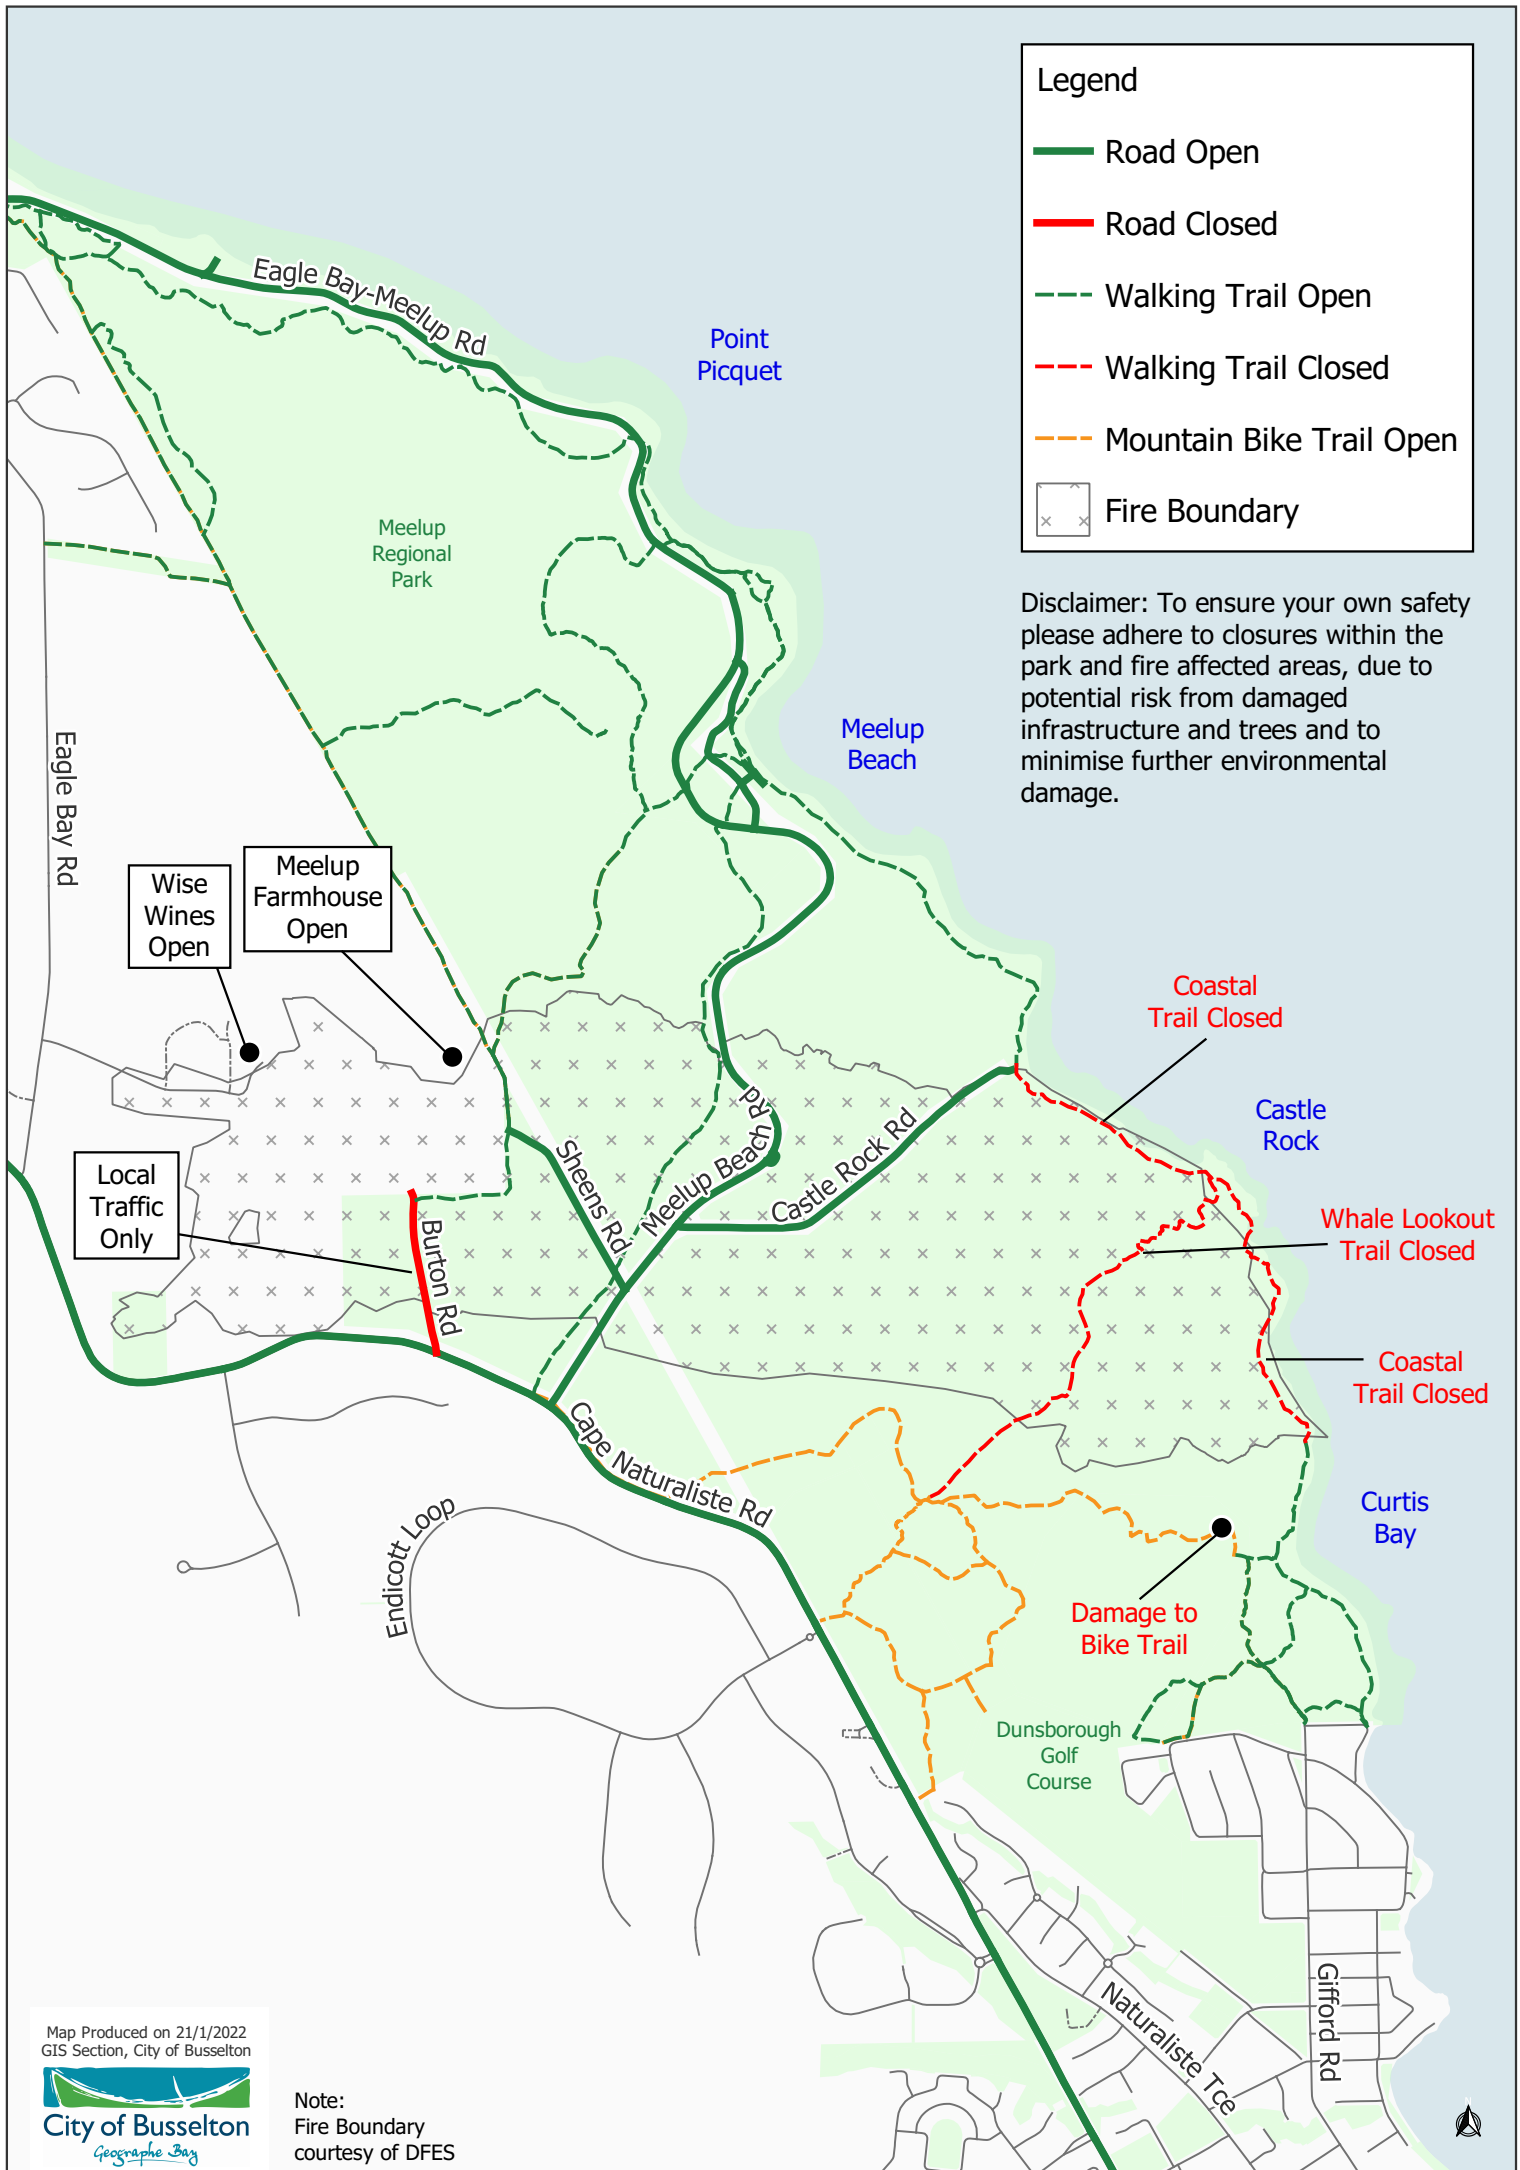 Legend
Road Open
Road Closed
Walking Trail Open
Walking Trail Closed
Mountain Bike Trail Open
Fire Boundary
Disclaimer: To ensure your own safety
please adhere to closures within the
park and fire affected areas, due to
potential risk from damaged
infrastructure and trees and to
minimise further environmental
damage.
Eagle Bay-Meelup Rd
Point
Picquet
Meelup
Regional
Park
Meelup
Beach
Eagle Bay Rd
Wise
Wines
Open
Meelup
Farmhouse
Open
Coastal
Trail Closed
Castle
Rock
Local
Traffic
Only
Burton Rd
Sheens Rd
Meelup Beach Rd
Castle Rock Rd
Whale Lookout
Trail Closed
Coastal
Trail Closed
Cape Naturaliste Rd
Endicott Loop
Curtis
Bay
Damage to
Bike Trail
Dunsborough
Golf
Course
Naturaliste Tce
Gifford Rd
Map Produced on 21/1/2022
GIS Section, City of Busselton
City of Busselton
Geographe Bay
Note:
Fire Boundary
courtesy of DFES